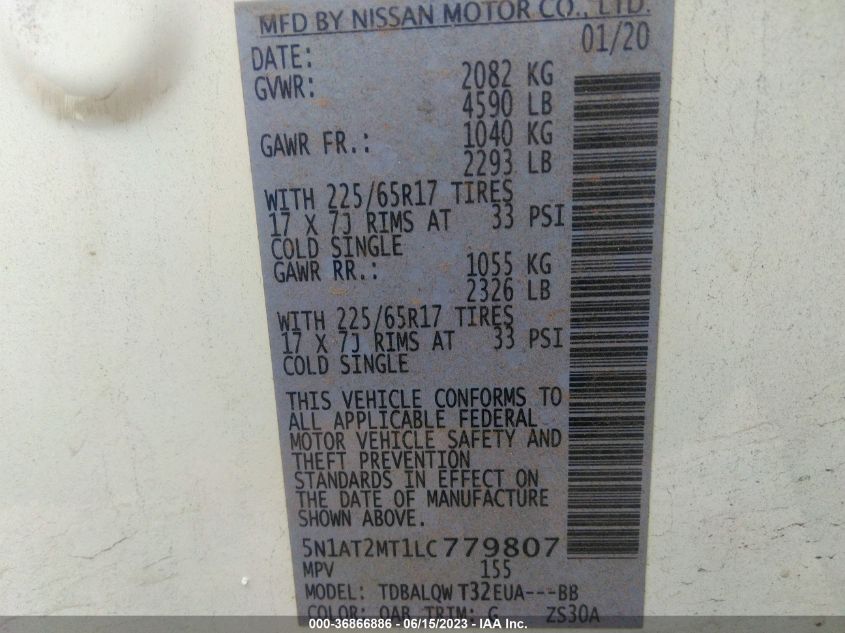 MFD BY NISSAN MOTOR CO., LTD.
DATE: 01/20
GVWR: 2082 KG
4590 LB
GAWR FR.: 1040 KG
2293 LB
WITH 225/65R17 TIRES
17 X 7J RIMS AT 33 PSI
COLD SINGLE
GAWR RR.: 1055 KG
2326 LB
WITH 225/65R17 TIRES
17 X 7J RIMS AT 33 PSI
COLD SINGLE
THIS VEHICLE CONFORMS TO
ALL APPLICABLE FEDERAL
MOTOR VEHICLE SAFETY AND
THEFT PREVENTION
STANDARDS IN EFFECT ON
THE DATE OF MANUFACTURE
SHOWN ABOVE.
5N1AT2MT1LC779807
MPV 155
MODEL: TDBALQW T32EUA---BB
COLOR: QAB TRIM: G ZS30A
000-36866886 - 06/15/2023 - IAA Inc.